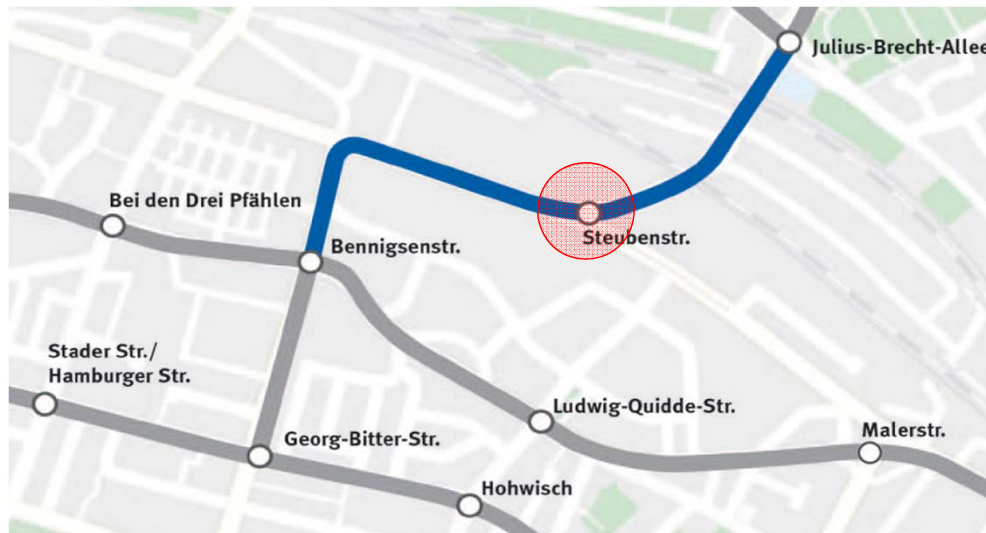 Julius-Brecht-Allee
Bei den Drei Pfählen
Steubenstr.
Bennigsenstr.
Stader Str./
Hamburger Str.
Ludwig-Quidde-Str.
Malerstr.
Georg-Bitter-Str.
Hohwisch